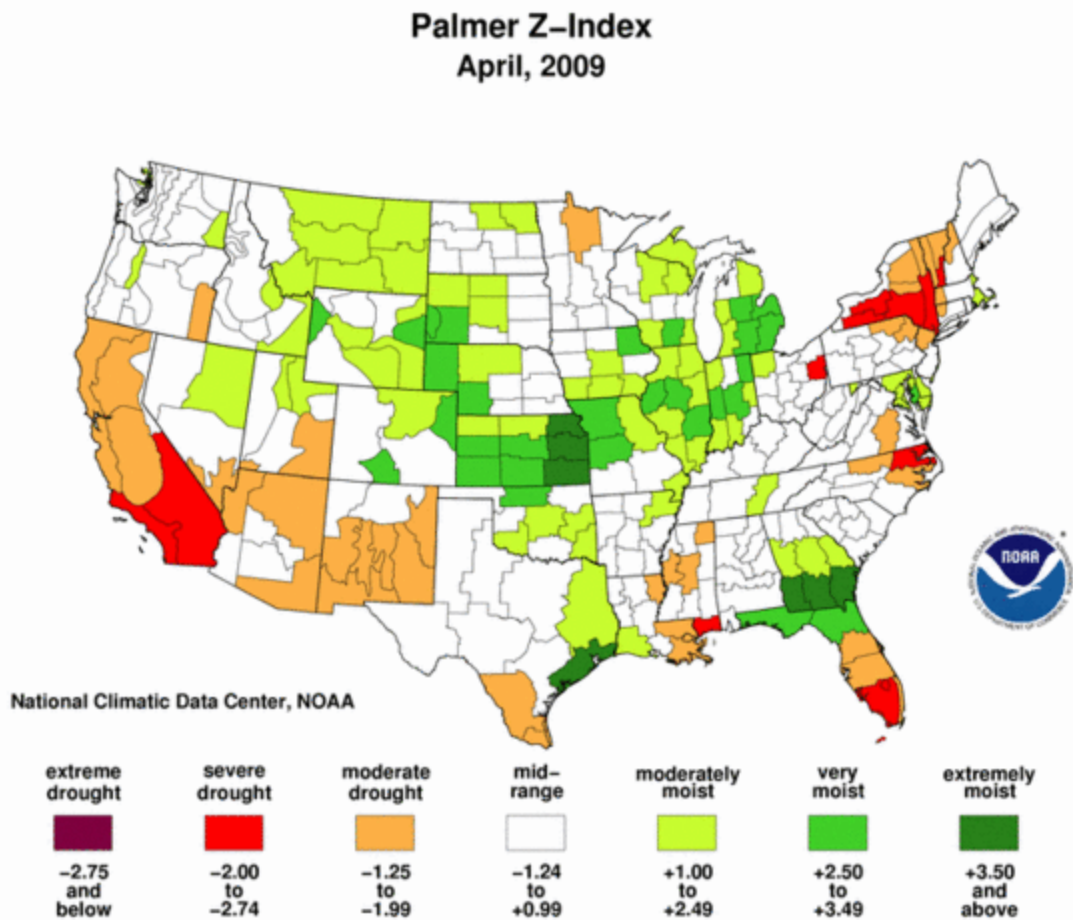 Palmer Z-Index
April, 2009
NOAA
National Climatic Data Center, NOAA
extreme drought
severe drought
moderate drought
mid-range
moderately moist
very moist
extremely moist
-2.75 and below
-2.00 to -2.74
-1.25 to -1.99
-1.24 to +0.99
+1.00 to +2.49
+2.50 to +3.49
+3.50 and above